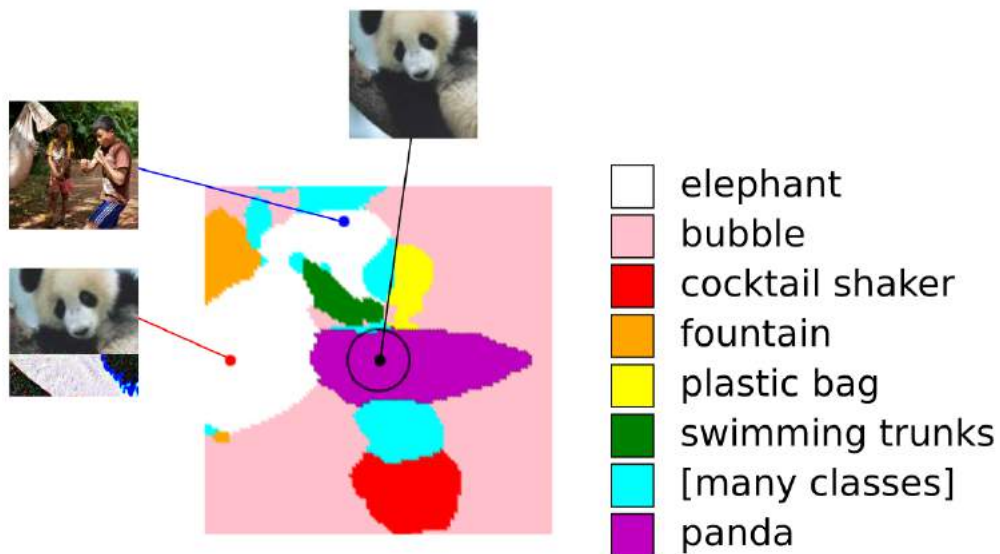 elephant
bubble
cocktail shaker
fountain
plastic bag
swimming trunks
[many classes]
panda